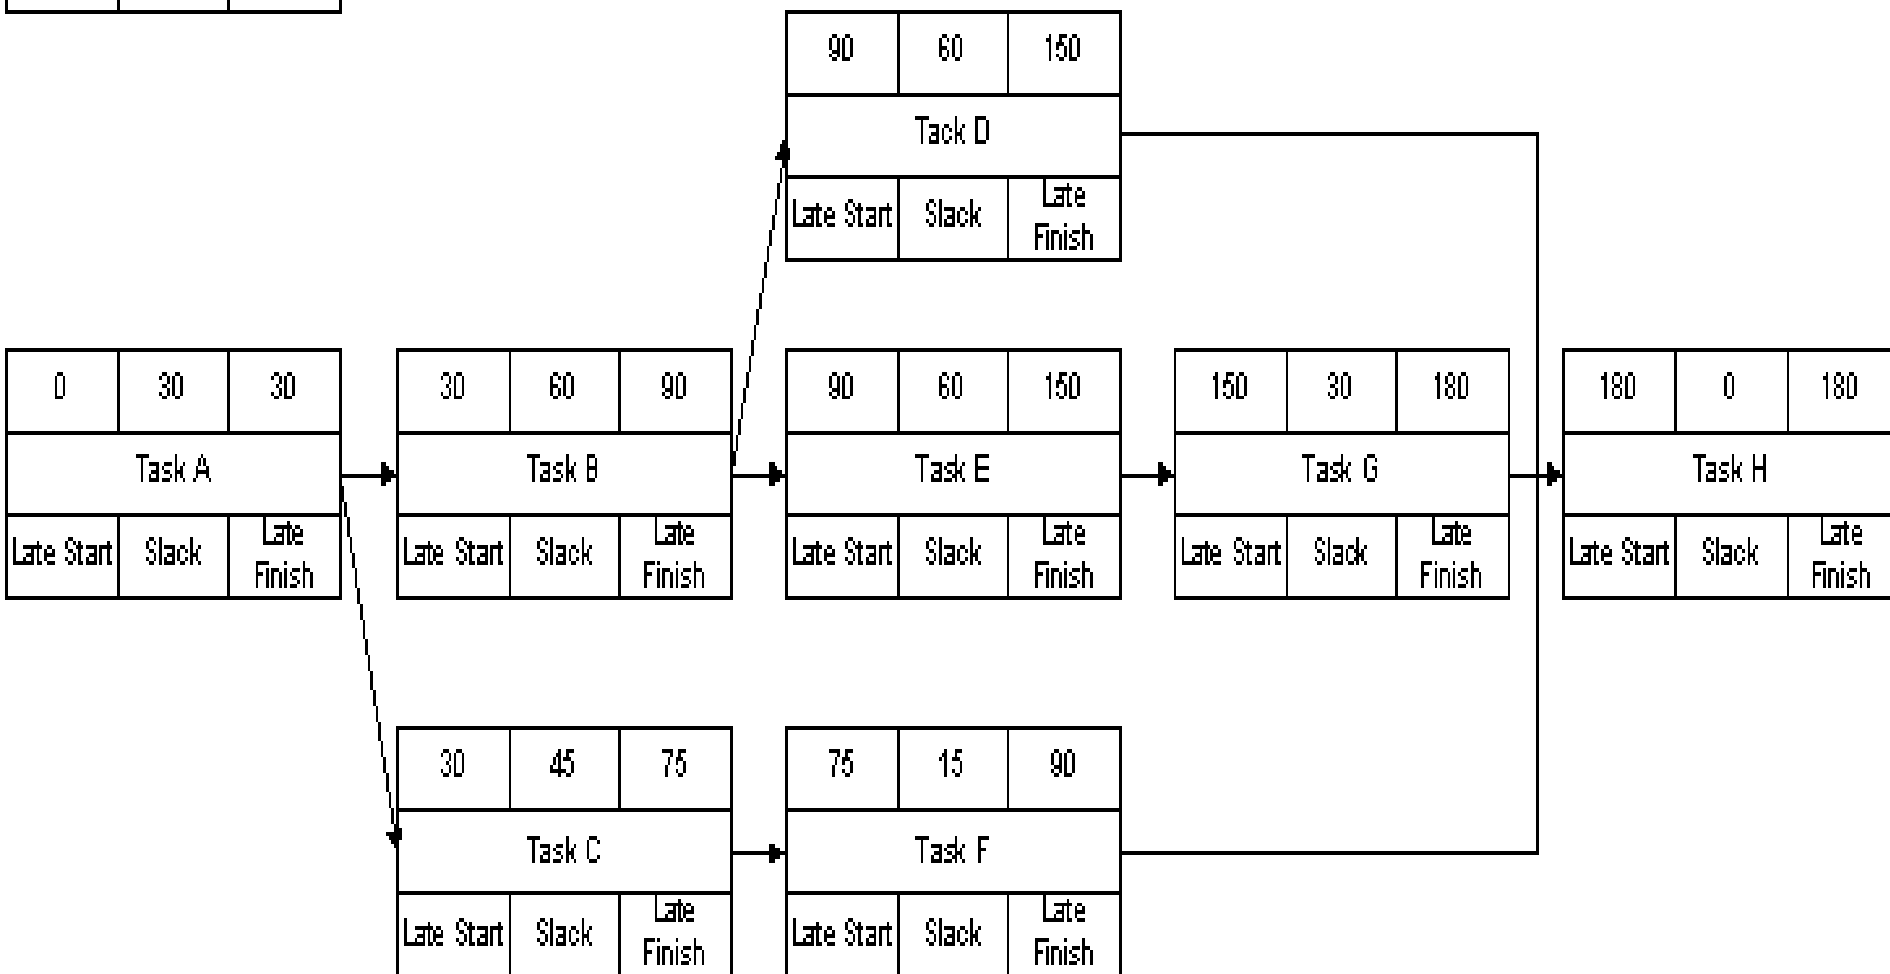 90 60 150
Tack D
Late Start Slack Late Finish
0 30 30
Task A
Late Start Slack Late Finish
30 60 90
Task B
Late Start Slack Late Finish
90 60 150
Task E
Late Start Slack Late Finish
150 30 180
Task G
Late Start Slack Late Finish
180 0 180
Task H
Late Start Slack Late Finish
30 45 75
Task C
Late Start Slack Late Finish
75 15 90
Task F
Late Start Slack Late Finish